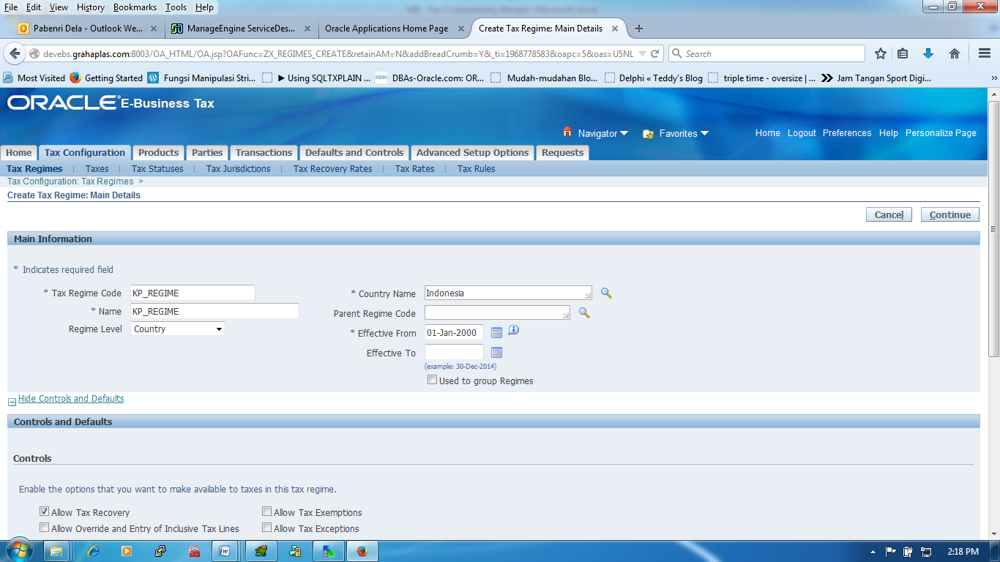 File Edit View History Bookmarks Tools Help
Pabenri Dela - Outlook We... × ManageEngine ServiceDes... × Oracle Applications Home Page × Create Tax Regime: Main Details × +
devebs.grahaplas.com:8003/OA_HTML/OA.jsp?OAFunc=ZX_REGIMES_CREATE&retainAM=N&addBreadCrumb=Y&_ti=1968778583&oapc=5&oas=U5NL Search
Most Visited Getting Started Fungsi Manipulasi Stri... ► Using SQLTXPLAIN ... DBAs-Oracle.com: OR... Mudah-mudahan Blo... Delphi « Teddy's Blog triple time - oversize | ... Jam Tangan Sport Digi... »
ORACLE® E-Business Tax
Navigator Favorites Home Logout Preferences Help Personalize Page
Home Tax Configuration Products Parties Transactions Defaults and Controls Advanced Setup Options Requests
Tax Regimes | Taxes | Tax Statuses | Tax Jurisdictions | Tax Recovery Rates | Tax Rates | Tax Rules
Tax Configuration: Tax Regimes >
Create Tax Regime: Main Details
Cancel Continue
Main Information
* Indicates required field
* Tax Regime Code KP_REGIME * Country Name Indonesia
* Name KP_REGIME Parent Regime Code
Regime Level Country * Effective From 01-Jan-2000
Effective To
(example: 30-Dec-2014)
Used to group Regimes
Hide Controls and Defaults
Controls and Defaults
Controls
Enable the options that you want to make available to taxes in this tax regime.
Allow Tax Recovery Allow Tax Exemptions
Allow Override and Entry of Inclusive Tax Lines Allow Tax Exceptions
2:18 PM